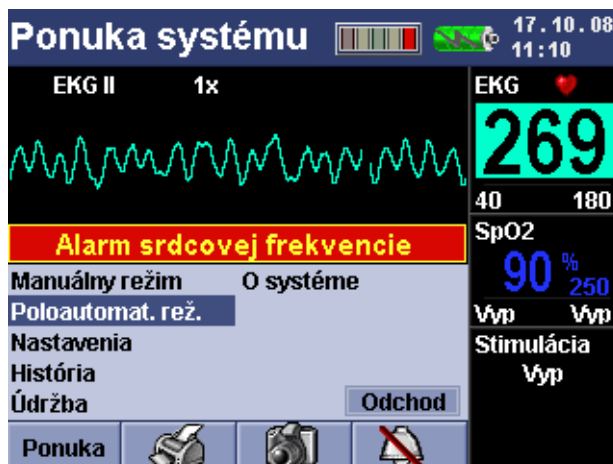 Ponuka systému
17.10.08
11:10
EKG II 1x
EKG
269
40 180
Alarm srdcovej frekvencie
SpO2
90 %
250
Vyp Vyp
Manuálny režim O systéme
Poloautomat. rež.
Nastavenia
História
Údržba
Odchod
Stimulácia
Vyp
Ponuka